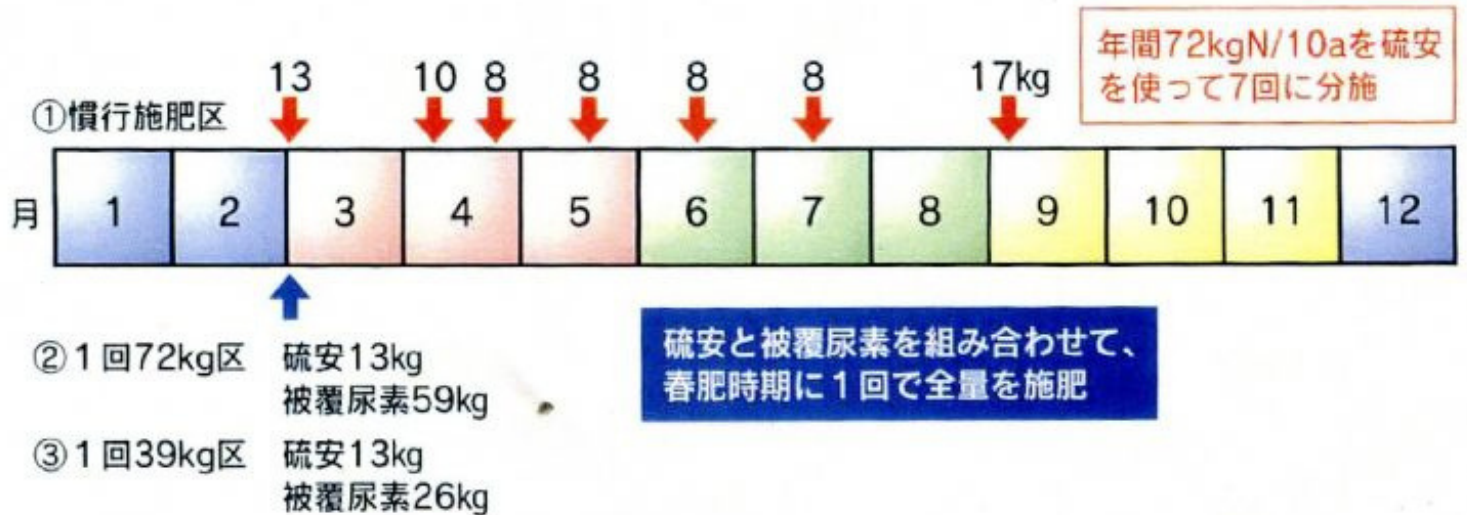 年間72kgN/10aを硫安
を使って7回に分施
13 10 8 8 8 8 17kg
①慣行施肥区
月 1 2 3 4 5 6 7 8 9 10 11 12
硫安と被覆尿素を組み合わせて、
春肥時期に1回で全量を施肥
②1回72kg区 硫安13kg
被覆尿素59kg
③1回39kg区 硫安13kg
被覆尿素26kg